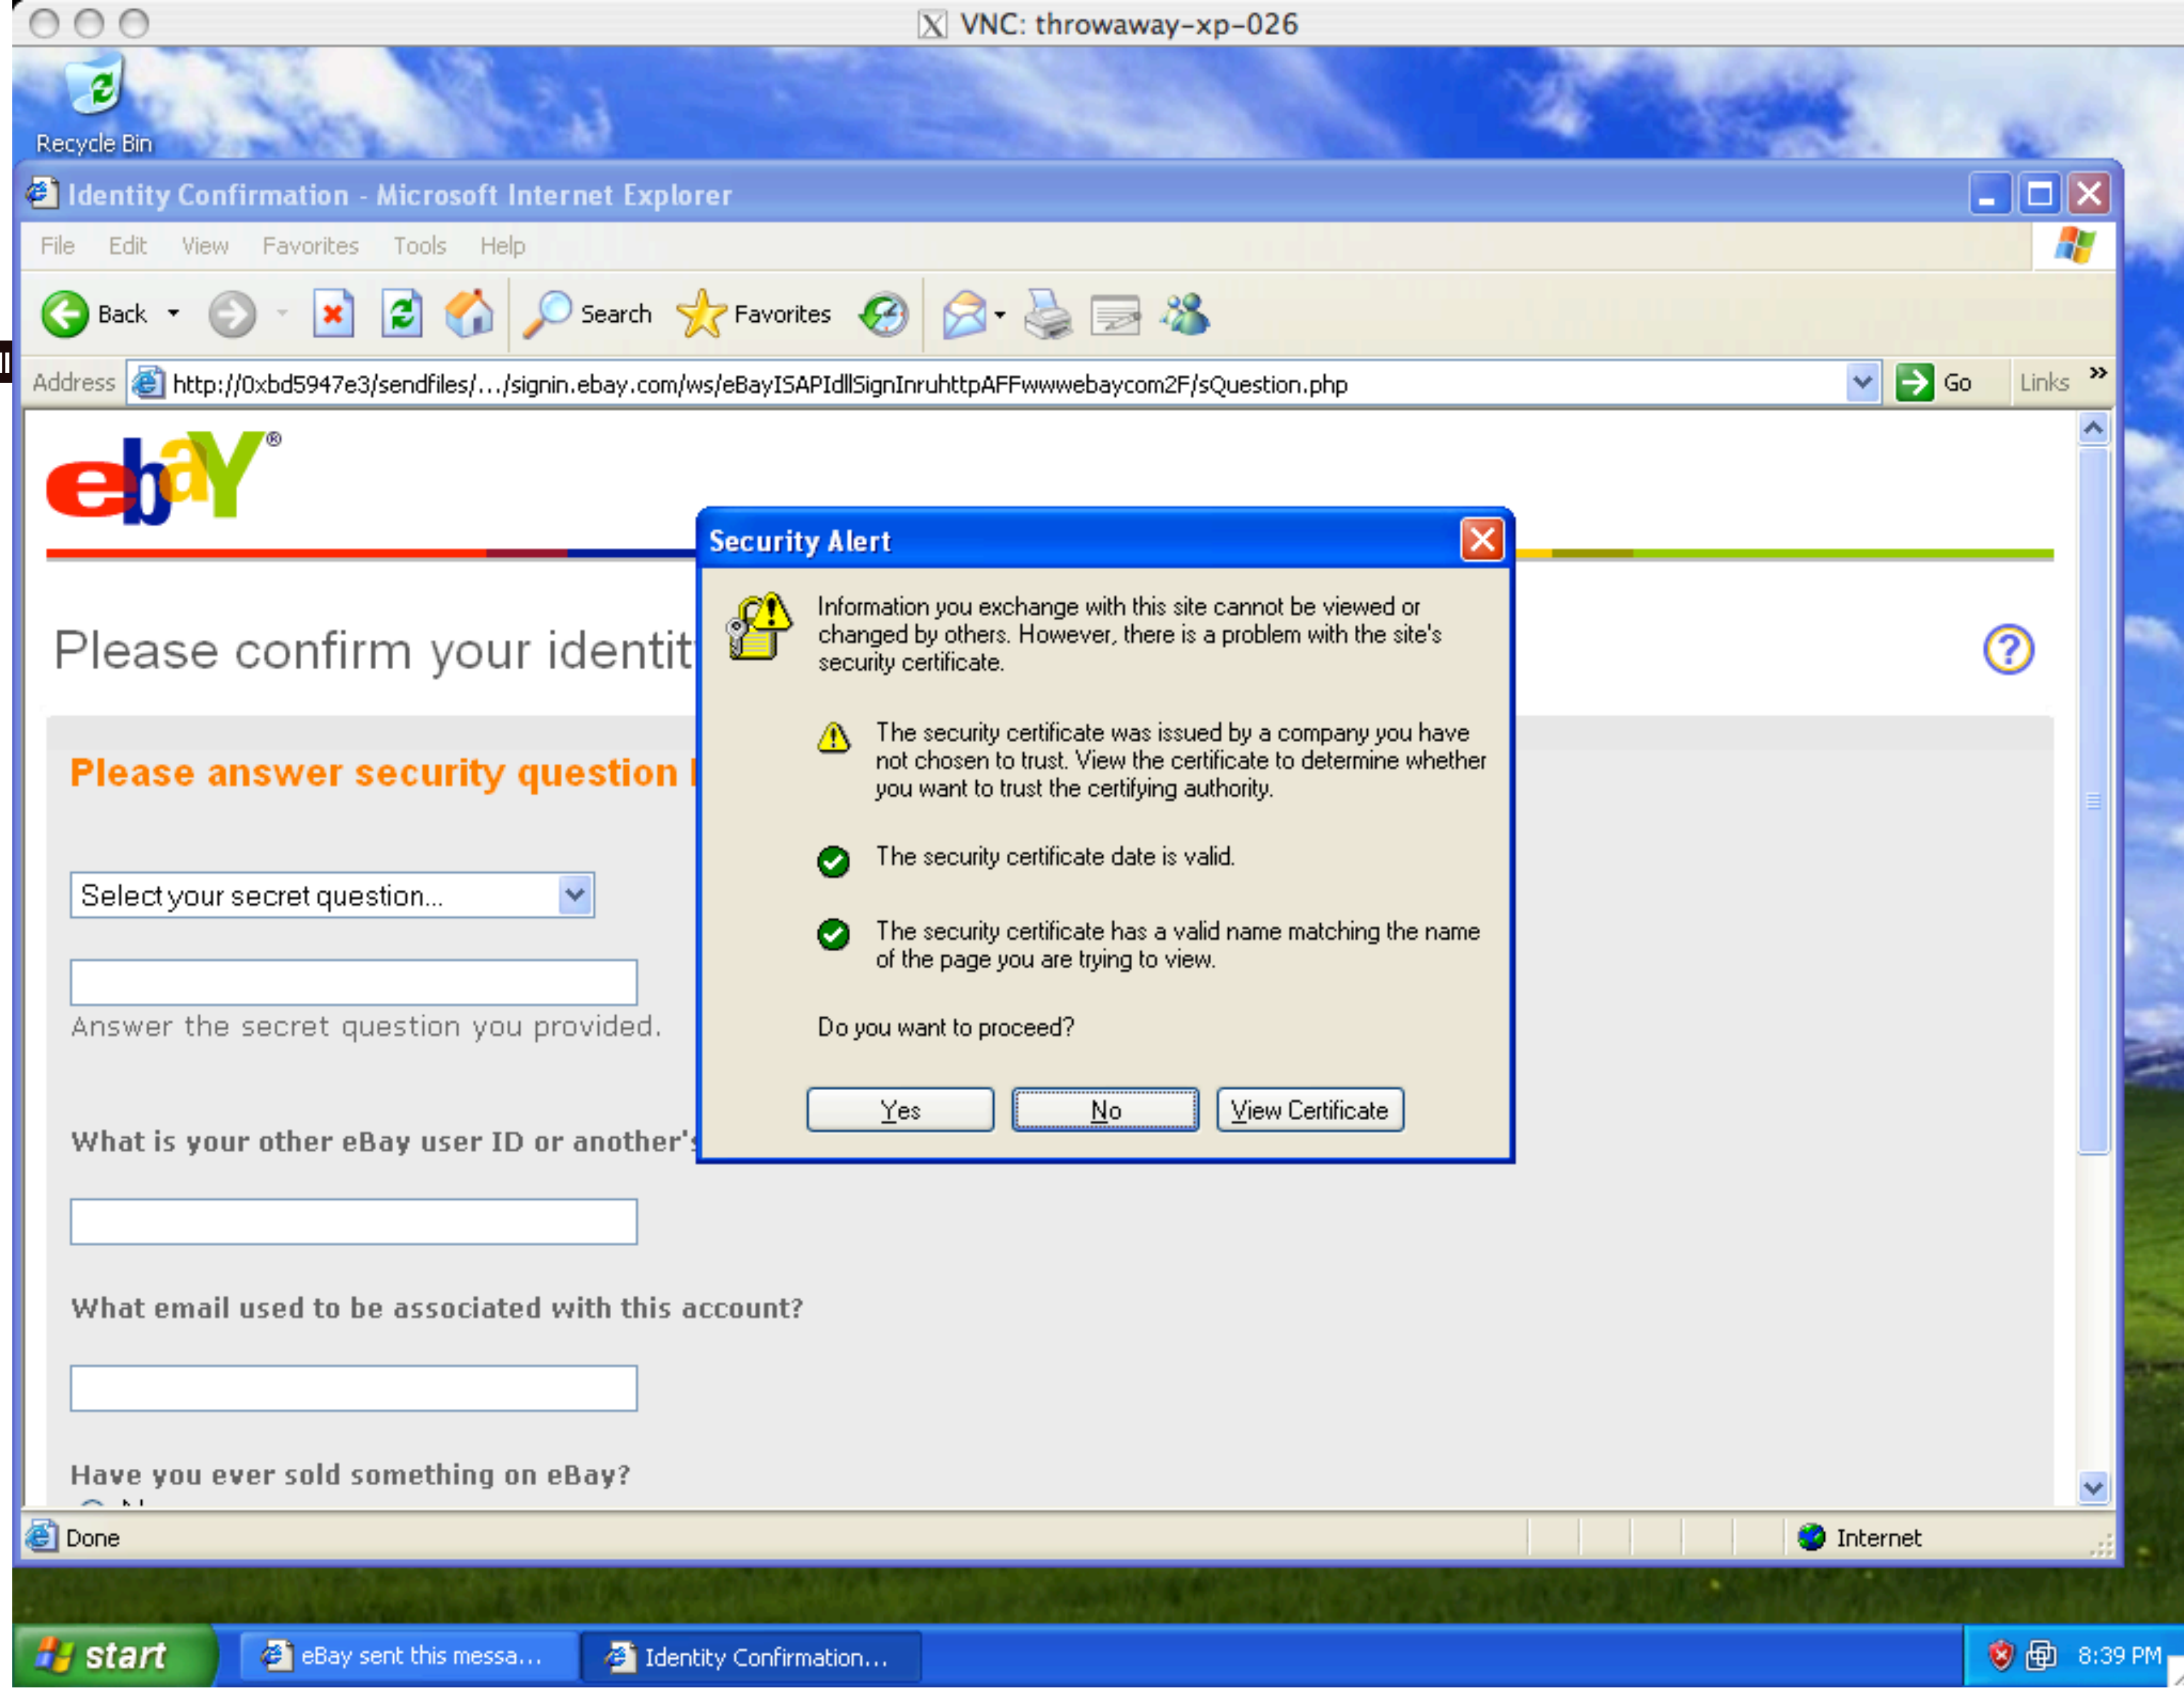 VNC: throwaway-xp-026
Recycle Bin
Identity Confirmation - Microsoft Internet Explorer
File Edit View Favorites Tools Help
Back Search Favorites
Address http://0xbd5947e3/sendfiles/.../signin.ebay.com/ws/eBayISAPIdllSignInruhttpAFFwwwebaycom2F/sQuestion.php Go Links »
ebaY®
Security Alert
Information you exchange with this site cannot be viewed or
changed by others. However, there is a problem with the site's
security certificate.
The security certificate was issued by a company you have
not chosen to trust. View the certificate to determine whether
you want to trust the certifying authority.
The security certificate date is valid.
The security certificate has a valid name matching the name
of the page you are trying to view.
Do you want to proceed?
Yes No View Certificate
Please confirm your identit
Please answer security question
Select your secret question...
Answer the secret question you provided.
What is your other eBay user ID or another's
What email used to be associated with this account?
Have you ever sold something on eBay?
Done Internet
start eBay sent this messa... Identity Confirmation... 8:39 PM